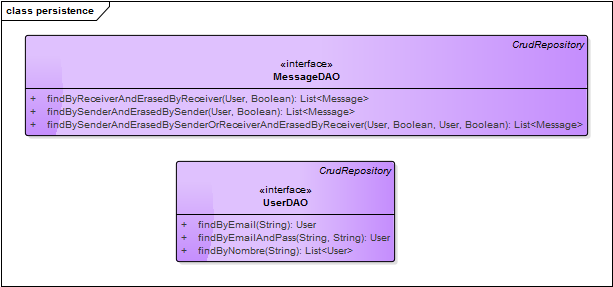 class persistence
CrudRepository
«interface»
MessageDAO
+ findByReceiverAndErasedByReceiver(User, Boolean): List<Message>
+ findBySenderAndErasedBySender(User, Boolean): List<Message>
+ findBySenderAndErasedBySenderOrReceiverAndErasedByReceiver(User, Boolean, User, Boolean): List<Message>
CrudRepository
«interface»
UserDAO
+ findByEmail(String): User
+ findByEmailAndPass(String, String): User
+ findByNombre(String): List<User>